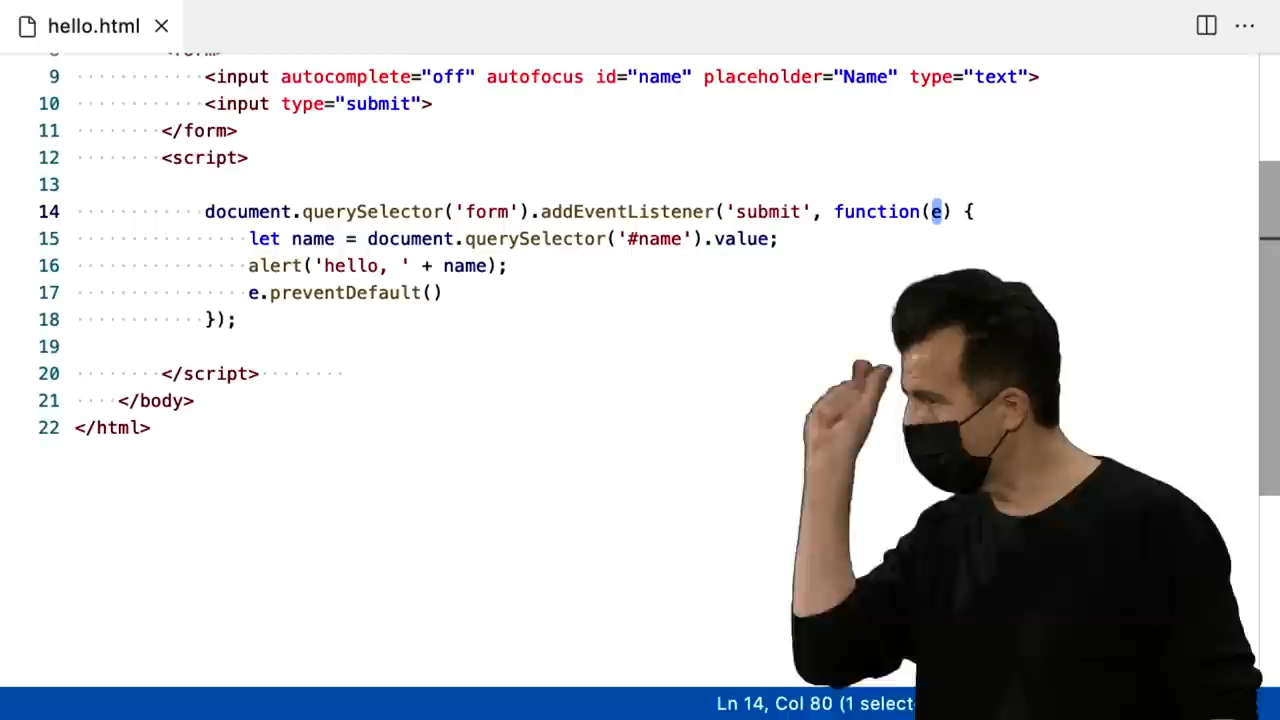 hello.html
9 <input autocomplete="off" autofocus id="name" placeholder="Name" type="text">
10 <input type="submit">
11 </form>
12 <script>
13
14 document.querySelector('form').addEventListener('submit', function(e) {
15 let name = document.querySelector('#name').value;
16 alert('hello, ' + name);
17 e.preventDefault()
18 });
19
20 </script>
21 </body>
22 </html>
Ln 14, Col 80 (1 select